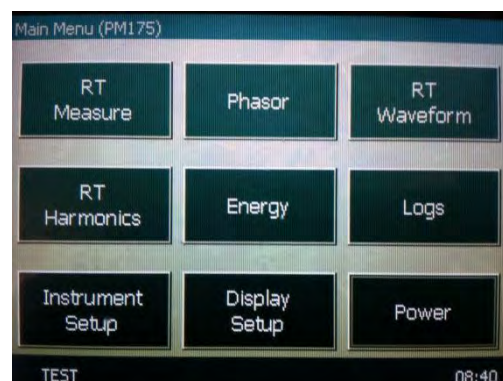 Main Menu (PM175)
RT
Measure
Phasor
RT
Waveform
RT
Harmonics
Energy
Logs
Instrument
Setup
Display
Setup
Power
TEST
08:40